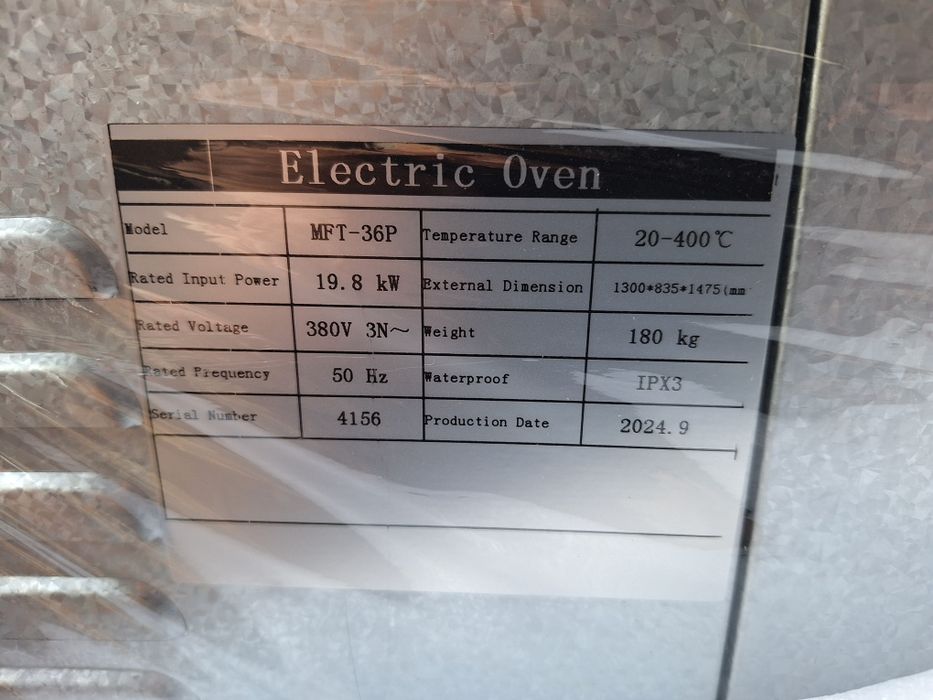 Electric Oven
Model MFT-36P Temperature Range 20-400℃
Rated Input Power 19.8 kW External Dimension 1300*835*1475(mm
Rated Voltage 380V 3N~ Weight 180 kg
Rated Frequency 50 Hz Waterproof IPX3
Serial Number 4156 Production Date 2024.9